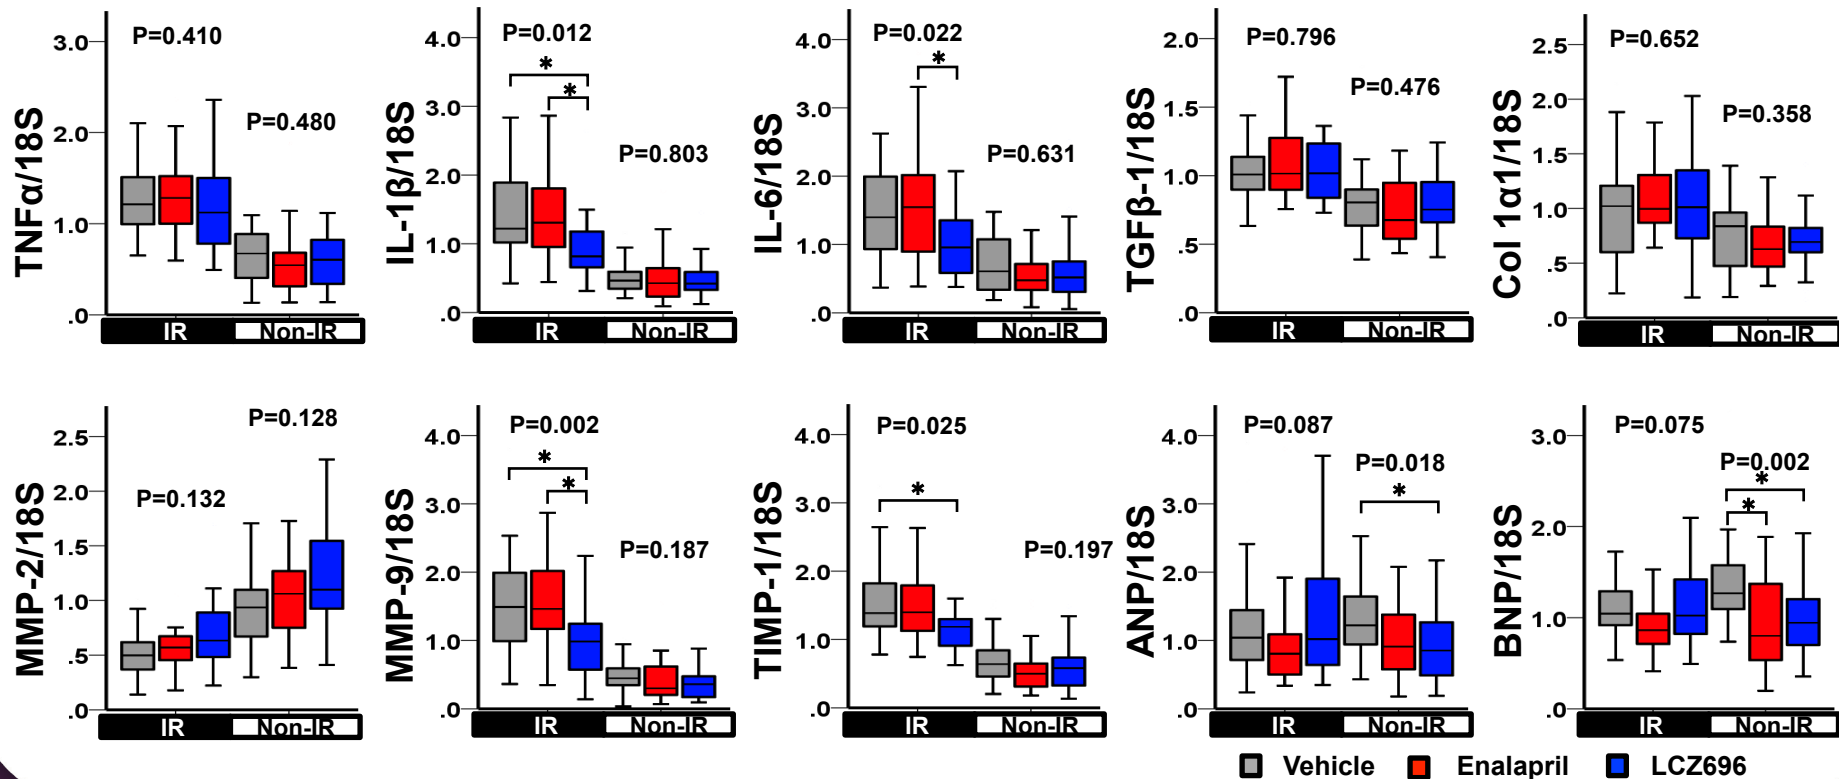 TNFα/18S
3.0
2.0
1.0
.0
P=0.410
P=0.480
IR
Non-IR
IL-1β/18S
4.0
3.0
2.0
1.0
.0
P=0.012
*
*
P=0.803
IR
Non-IR
IL-6/18S
4.0
3.0
2.0
1.0
.0
P=0.022
*
P=0.631
IR
Non-IR
TGFβ-1/18S
2.0
1.5
1.0
.5
.0
P=0.796
P=0.476
IR
Non-IR
Col 1α1/18S
2.5
2.0
1.5
1.0
.5
.0
P=0.652
P=0.358
IR
Non-IR
MMP-2/18S
2.5
2.0
1.5
1.0
.5
.0
P=0.128
P=0.132
IR
Non-IR
MMP-9/18S
4.0
3.0
2.0
1.0
.0
P=0.002
*
*
P=0.187
IR
Non-IR
TIMP-1/18S
4.0
3.0
2.0
1.0
.0
P=0.025
*
P=0.197
IR
Non-IR
ANP/18S
4.0
3.0
2.0
1.0
.0
P=0.087
P=0.018
*
IR
Non-IR
BNP/18S
3.0
2.0
1.0
.0
P=0.075
P=0.002
*
*
IR
Non-IR
Vehicle Enalapril LCZ696